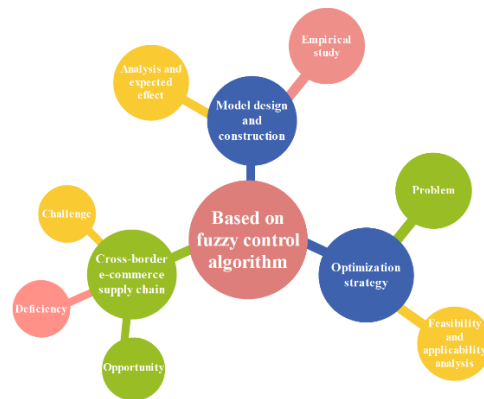 Empirical
study
Analysis and
expected
effect
Model design
and
construction
Problem
Based on
fuzzy control
algorithm
Challenge
Cross-border
e-commerce
supply chain
Optimization
strategy
Deficiency
Feasibility
and
applicability
analysis
Opportunity